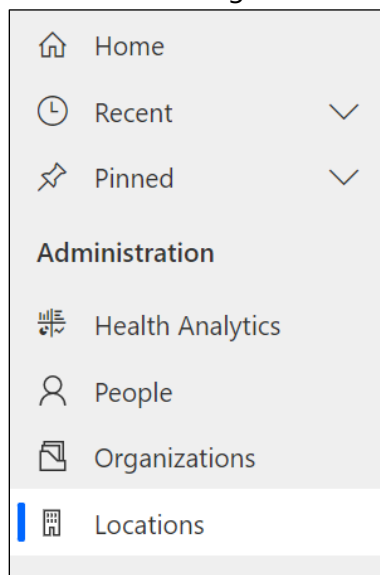 Home
Recent
Pinned
Administration
Health Analytics
People
Organizations
Locations